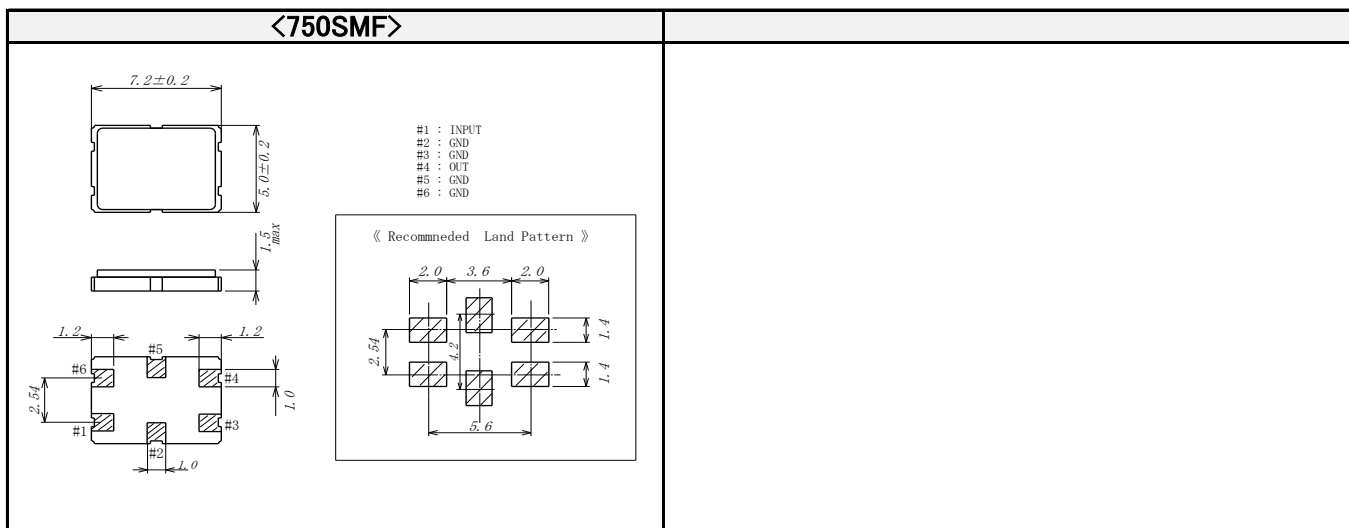 <750SMF>
7.2±0.2
5.0±0.2
1.5
max
#1 : INPUT
#2 : GND
#3 : GND
#4 : OUT
#5 : GND
#6 : GND
《 Recommneded Land Pattern 》
2.0 3.6 2.0
2.54
4.2
1.4
1.4
5.6
1.2
1.2
#5
#6
#4
2.54
1.0
#1
#3
#2
1.0